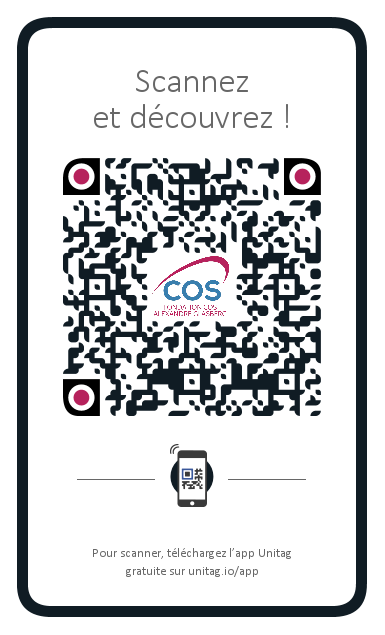 Scannez
et découvrez !
COS
FONDATION COS
ALEXANDRE GLASBERG
Pour scanner, téléchargez l'app Unitag
gratuite sur unitag.io/app